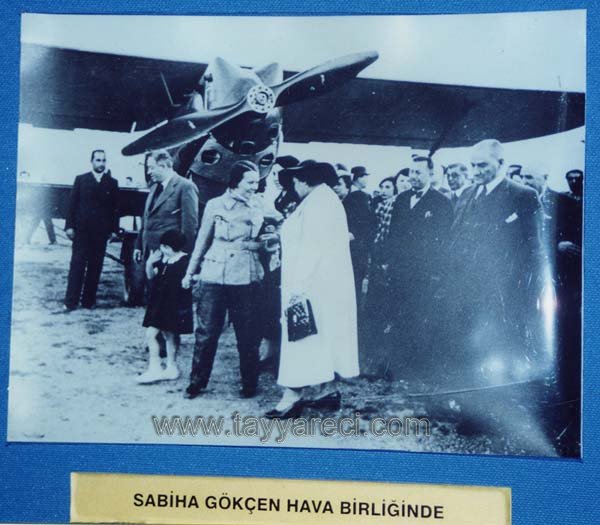 www.tayyareci.com
SABİHA GÖKÇEN HAVA BİRLİĞİNDE